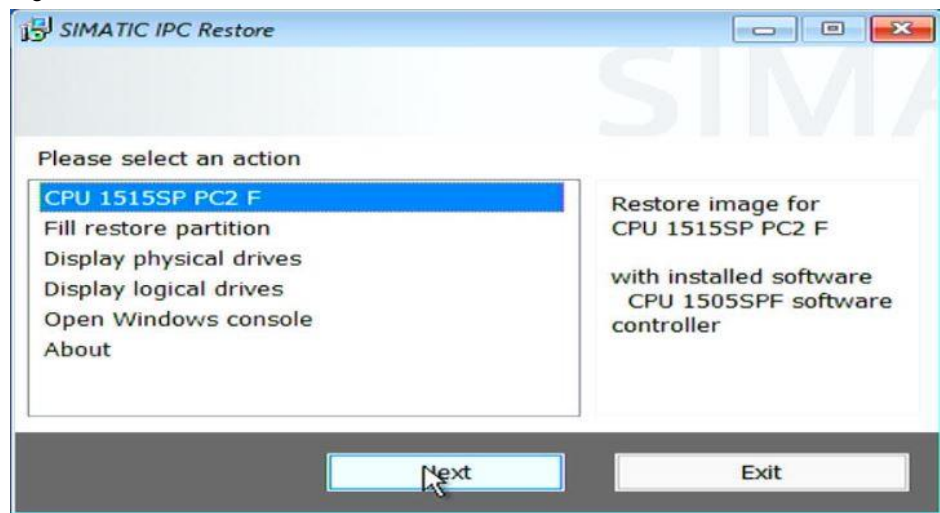 SIMATIC IPC Restore
SIMA
Please select an action
CPU 1515SP PC2 F
Fill restore partition
Display physical drives
Display logical drives
Open Windows console
About
Restore image for
CPU 1515SP PC2 F
with installed software
CPU 1505SPF software
controller
Next
Exit